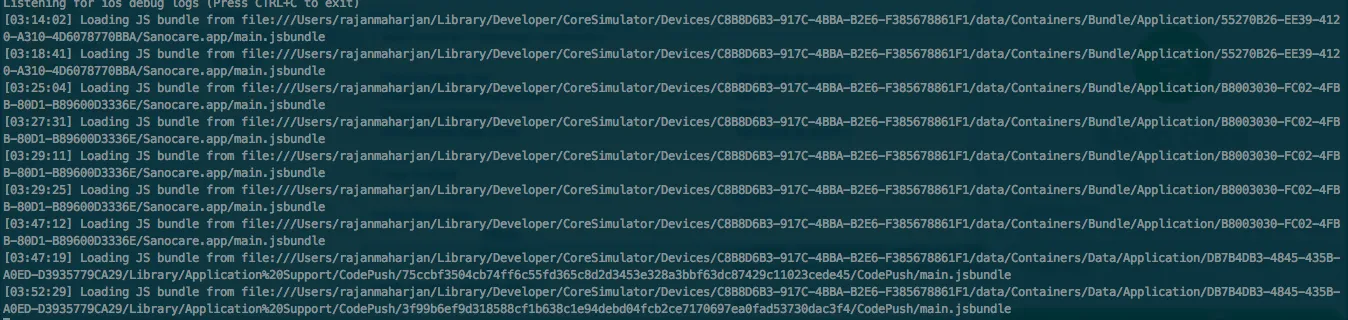 Listening for ios debug logs (Press CTRL+C to exit)
[03:14:02] Loading JS bundle from file:///Users/rajanmaharjan/Library/Developer/CoreSimulator/Devices/C8B8D6B3-917C-4BBA-B2E6-F385678861F1/data/Containers/Bundle/Application/55270B26-EE39-412
0-A310-4D6078770BBA/Sanocare.app/main.jsbundle
[03:18:41] Loading JS bundle from file:///Users/rajanmaharjan/Library/Developer/CoreSimulator/Devices/C8B8D6B3-917C-4BBA-B2E6-F385678861F1/data/Containers/Bundle/Application/55270B26-EE39-412
0-A310-4D6078770BBA/Sanocare.app/main.jsbundle
[03:25:04] Loading JS bundle from file:///Users/rajanmaharjan/Library/Developer/CoreSimulator/Devices/C8B8D6B3-917C-4BBA-B2E6-F385678861F1/data/Containers/Bundle/Application/B8003030-FC02-4FB
B-80D1-B89600D3336E/Sanocare.app/main.jsbundle
[03:27:31] Loading JS bundle from file:///Users/rajanmaharjan/Library/Developer/CoreSimulator/Devices/C8B8D6B3-917C-4BBA-B2E6-F385678861F1/data/Containers/Bundle/Application/B8003030-FC02-4FB
B-80D1-B89600D3336E/Sanocare.app/main.jsbundle
[03:29:11] Loading JS bundle from file:///Users/rajanmaharjan/Library/Developer/CoreSimulator/Devices/C8B8D6B3-917C-4BBA-B2E6-F385678861F1/data/Containers/Bundle/Application/B8003030-FC02-4FB
B-80D1-B89600D3336E/Sanocare.app/main.jsbundle
[03:29:25] Loading JS bundle from file:///Users/rajanmaharjan/Library/Developer/CoreSimulator/Devices/C8B8D6B3-917C-4BBA-B2E6-F385678861F1/data/Containers/Bundle/Application/B8003030-FC02-4FB
B-80D1-B89600D3336E/Sanocare.app/main.jsbundle
[03:47:12] Loading JS bundle from file:///Users/rajanmaharjan/Library/Developer/CoreSimulator/Devices/C8B8D6B3-917C-4BBA-B2E6-F385678861F1/data/Containers/Bundle/Application/B8003030-FC02-4FB
B-80D1-B89600D3336E/Sanocare.app/main.jsbundle
[03:47:19] Loading JS bundle from file:///Users/rajanmaharjan/Library/Developer/CoreSimulator/Devices/C8B8D6B3-917C-4BBA-B2E6-F385678861F1/data/Containers/Data/Application/DB7B4DB3-4845-435B-
A0ED-D3935779CA29/Library/Application%20Support/CodePush/75ccbf3504cb74ff6c55fd365c8d2d3453e328a3bbf63dc87429c11023cede45/CodePush/main.jsbundle
[03:52:29] Loading JS bundle from file:///Users/rajanmaharjan/Library/Developer/CoreSimulator/Devices/C8B8D6B3-917C-4BBA-B2E6-F385678861F1/data/Containers/Data/Application/DB7B4DB3-4845-435B-
A0ED-D3935779CA29/Library/Application%20Support/CodePush/3f99b6ef9d318588cf1b638c1e94debd04fcb2ce7170697ea0fad53730dac3f4/CodePush/main.jsbundle